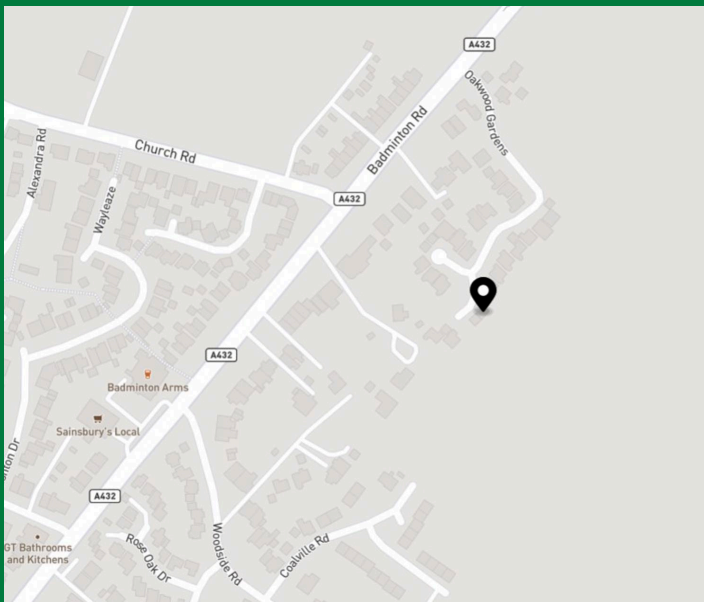 A432
Oakwood Gardens
Badminton Rd
Church Rd
Alexandra Rd
Wayleaze
A432
A432
Badminton Arms
Sainsbury's Local
A432
GT Bathrooms
and Kitchens
Rose Oak Dr
Woodside Rd
Coalville Rd
Dr